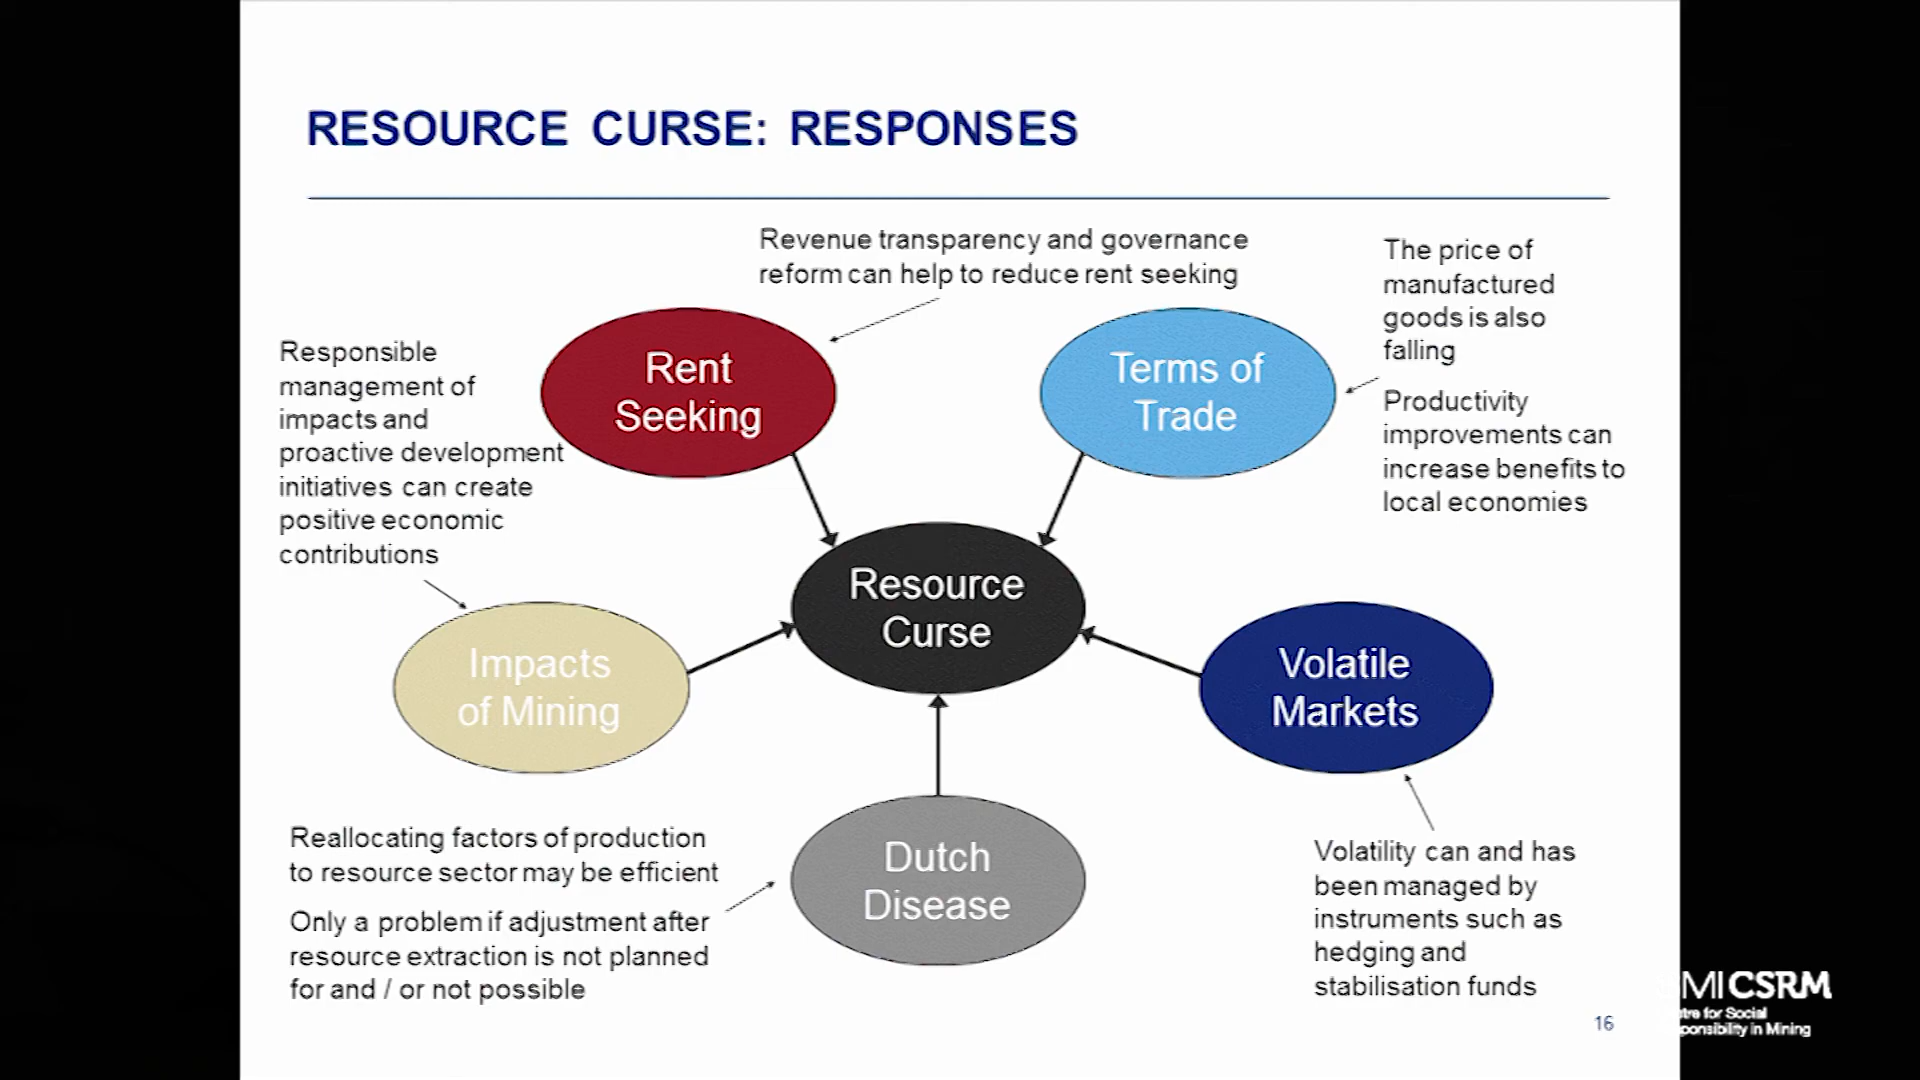 RESOURCE CURSE: RESPONSES
Revenue transparency and governance
reform can help to reduce rent seeking
The price of
manufactured
goods is also
falling
Productivity
improvements can
increase benefits to
local economies
Responsible
management of
impacts and
proactive development
initiatives can create
positive economic
contributions
Rent
Seeking
Terms of
Trade
Resource
Curse
Impacts
of Mining
Volatile
Markets
Dutch
Disease
Reallocating factors of production
to resource sector may be efficient
Only a problem if adjustment after
resource extraction is not planned
for and / or not possible
Volatility can and has
been managed by
instruments such as
hedging and
stabilisation funds
16
CSRM
for Social
in Mining